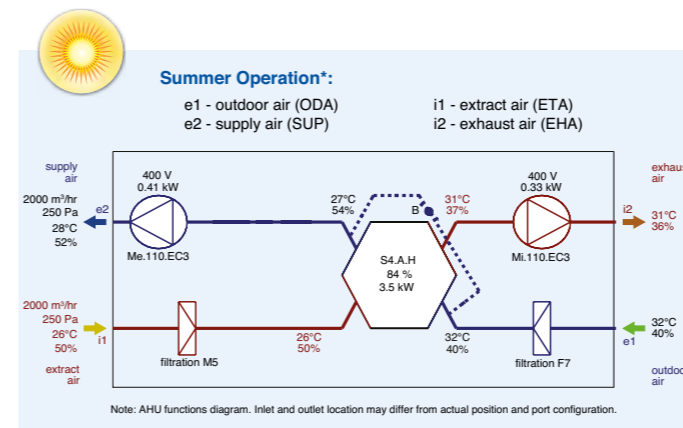 Summer Operation*:
e1 - outdoor air (ODA)
i1 - extract air (ETA)
e2 - supply air (SUP)
i2 - exhaust air (EHA)
supply
air
2000 m³/hr
250 Pa
28°C
52%
e2
400 V
0.41 kW
Me.110.EC3
27°C
54%
B
31°C
37%
400 V
0.33 kW
Mi.110.EC3
exhaus
air
i2
31°C
36%
S4.A.H
84 %
3.5 kW
2000 m³/hr
250 Pa
26°C
50%
i1
extract
air
filtration M5
26°C
50%
32°C
40%
filtration F7
e1
32°C
40%
outdoo
air
Note: AHU functions diagram. Inlet and outlet location may differ from actual position and port configuration.